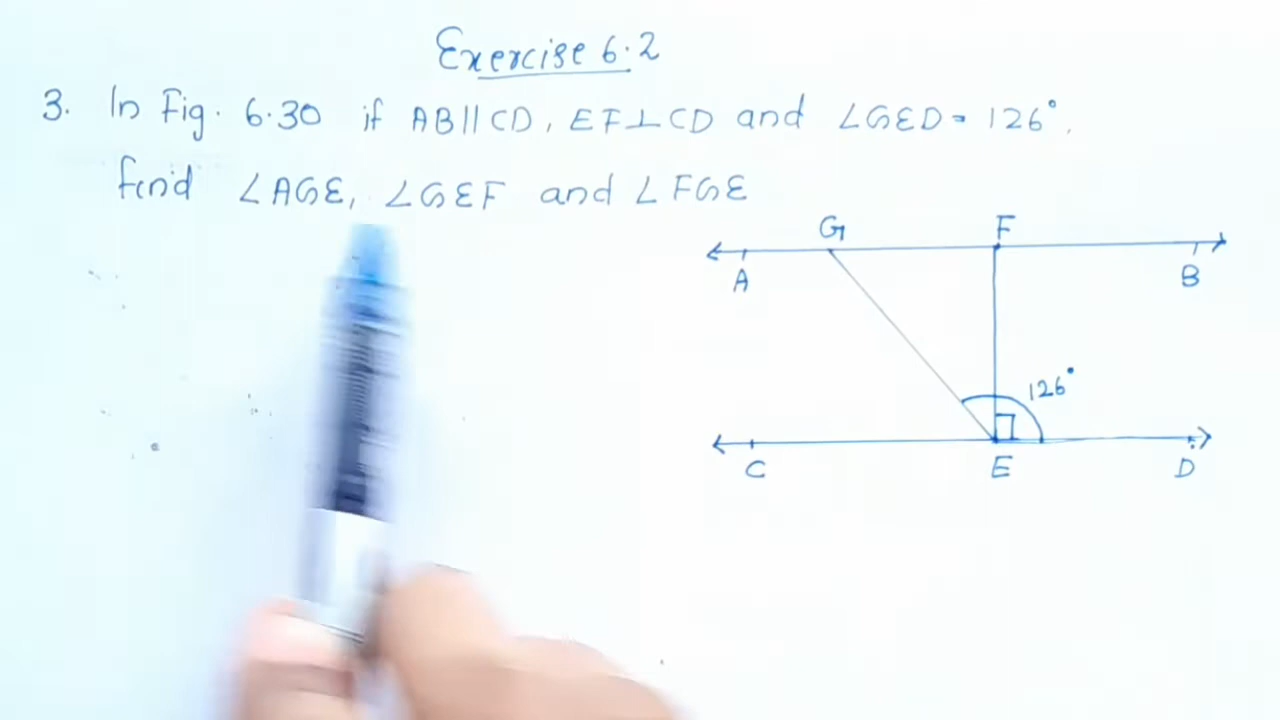 Exercise 6.2
3. In Fig. 6.30 if AB||CD, EF⊥CD and ∠GED = 126°.
find ∠AGE, ∠GEF and ∠FGE
G F
A B
126°
C E D